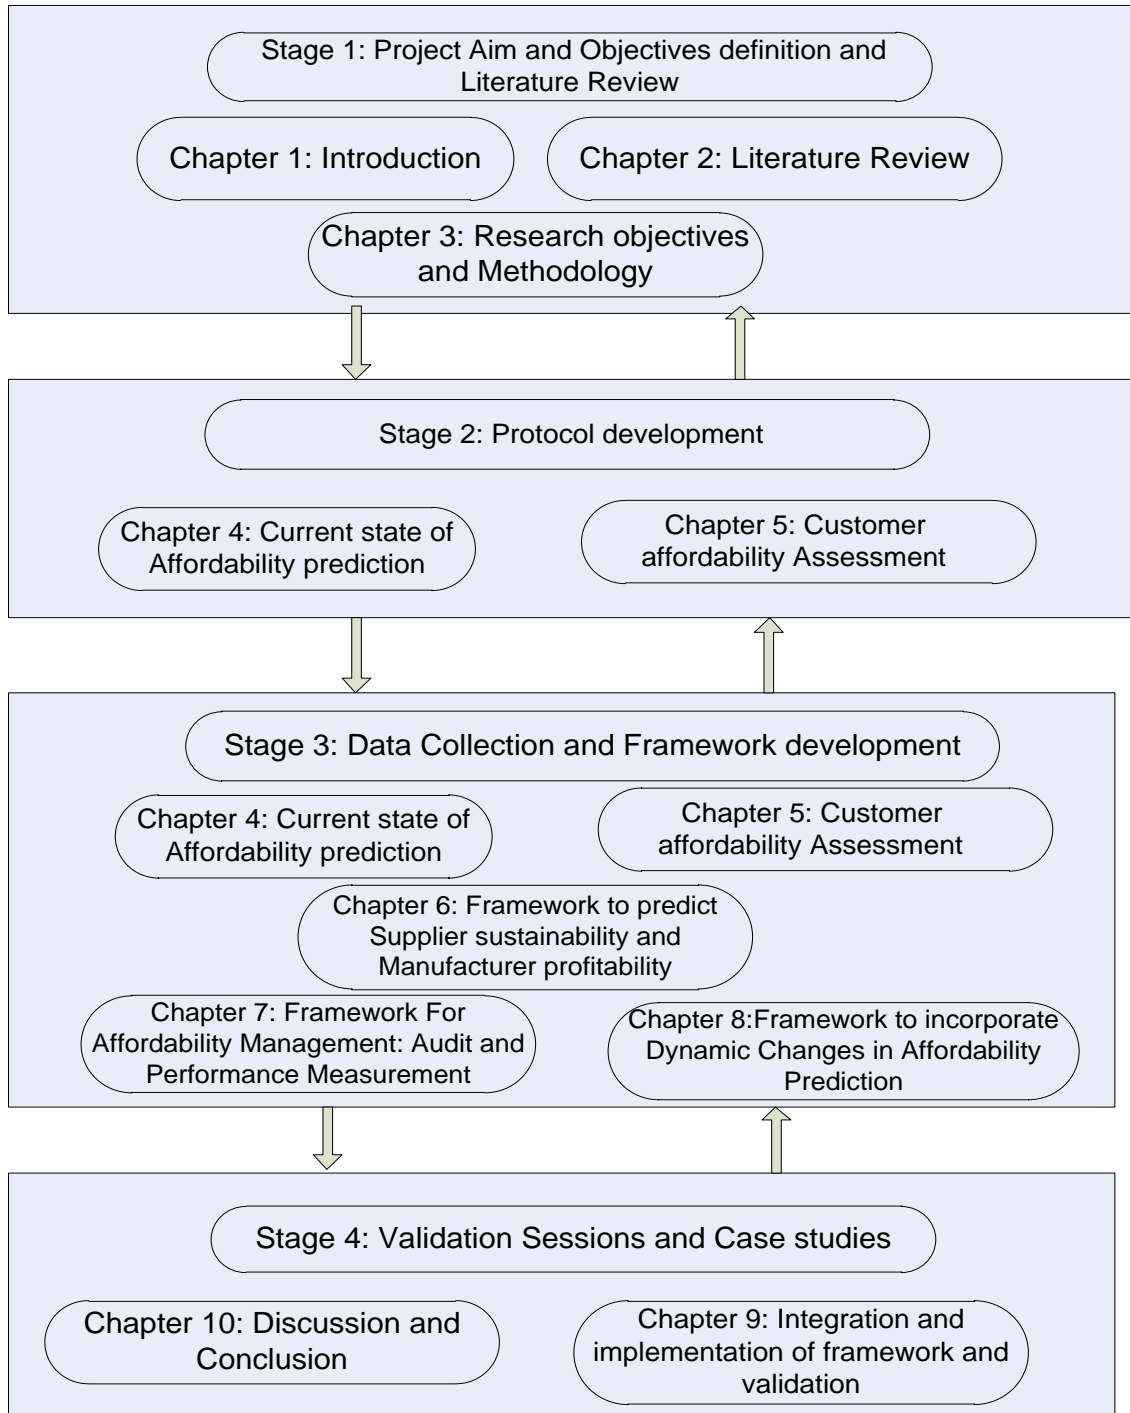 Stage 1: Project Aim and Objectives definition and
Literature Review
Chapter 1: Introduction
Chapter 2: Literature Review
Chapter 3: Research objectives
and Methodology
Stage 2: Protocol development
Chapter 4: Current state of
Affordability prediction
Chapter 5: Customer
affordability Assessment
Stage 3: Data Collection and Framework development
Chapter 4: Current state of
Affordability prediction
Chapter 5: Customer
affordability Assessment
Chapter 6: Framework to predict
Supplier sustainability and
Manufacturer profitability
Chapter 7: Framework For
Affordability Management: Audit and
Performance Measurement
Chapter 8:Framework to incorporate
Dynamic Changes in Affordability
Prediction
Stage 4: Validation Sessions and Case studies
Chapter 10: Discussion and
Conclusion
Chapter 9: Integration and
implementation of framework and
validation